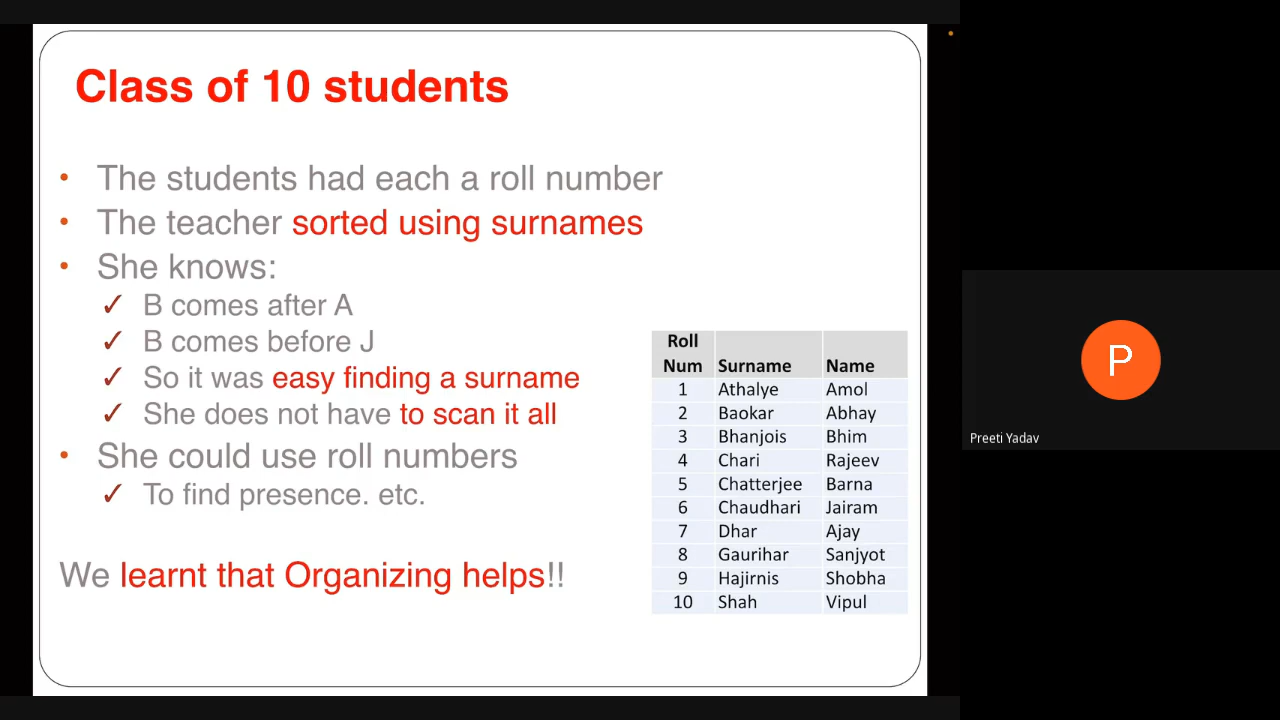 Class of 10 students
• The students had each a roll number
• The teacher sorted using surnames
• She knows:
✓ B comes after A
✓ B comes before J
✓ So it was easy finding a surname
✓ She does not have to scan it all
• She could use roll numbers
✓ To find presence. etc.
We learnt that Organizing helps!!
Roll
Num Surname Name
1 Athalye Amol
2 Baokar Abhay
3 Bhanjois Bhim
4 Chari Rajeev
5 Chatterjee Barna
6 Chaudhari Jairam
7 Dhar Ajay
8 Gaurihar Sanjyot
9 Hajirnis Shobha
10 Shah Vipul
P
Preeti Yadav